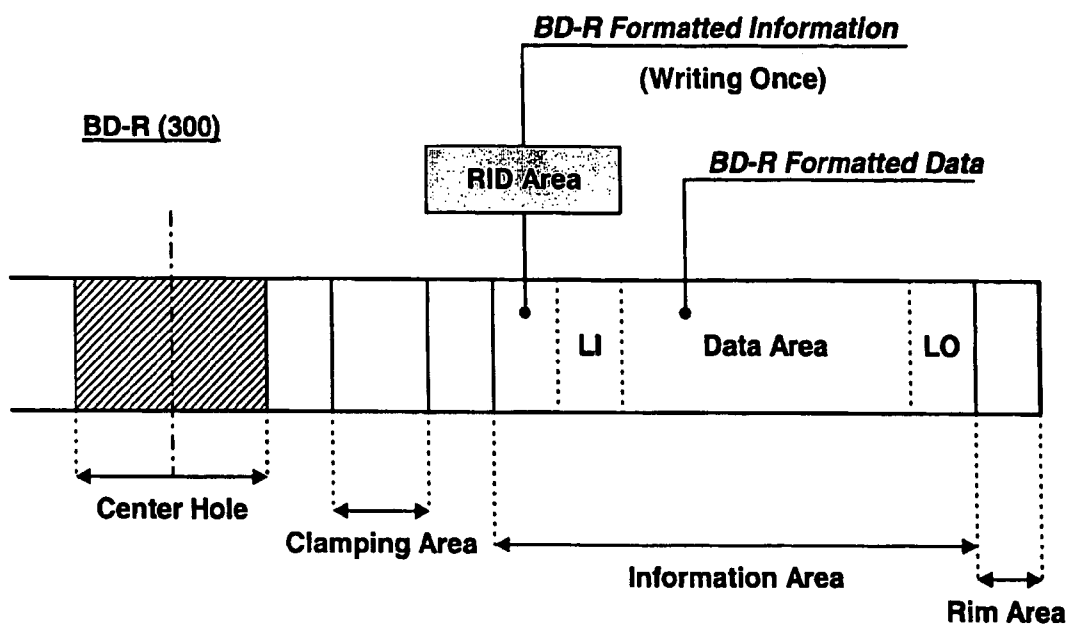 BD-R Formatted Information
(Writing Once)
BD-R (300)
RID Area
BD-R Formatted Data
LI
Data Area
LO
Center Hole
Clamping Area
Information Area
Rim Area